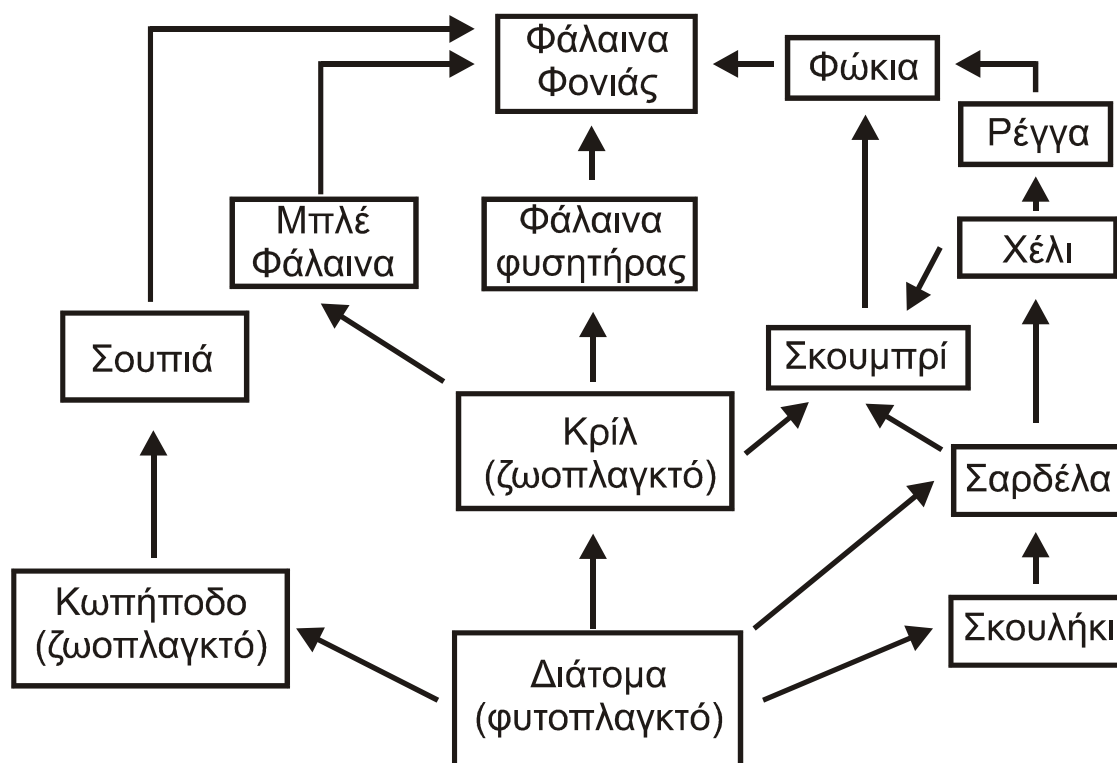 Φάλαινα
Φονιάς
Φώκια
Ρέγγα
Μπλέ
Φάλαινα
Φάλαινα
φυσητήρας
Χέλι
Σουπιά
Σκουμπρί
Κρίλ
(ζωοπλαγκτό)
Σαρδέλα
Κωπήποδο
(ζωοπλαγκτό)
Διάτομα
(φυτοπλαγκτό)
Σκουλήκι